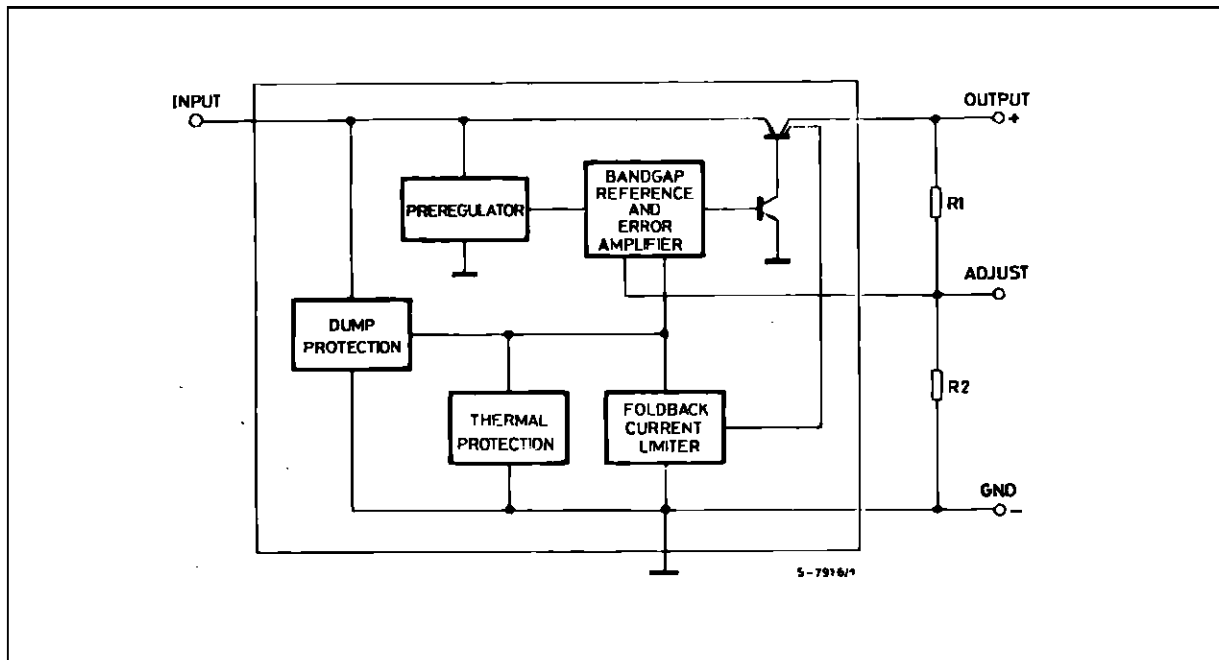 INPUT
OUTPUT
+
BANDGAP
REFERENCE
AND
ERROR
AMPLIFIER
PREREGULATOR
R1
ADJUST
DUMP
PROTECTION
R2
THERMAL
PROTECTION
FOLDBACK
CURRENT
LIMITER
GND
–